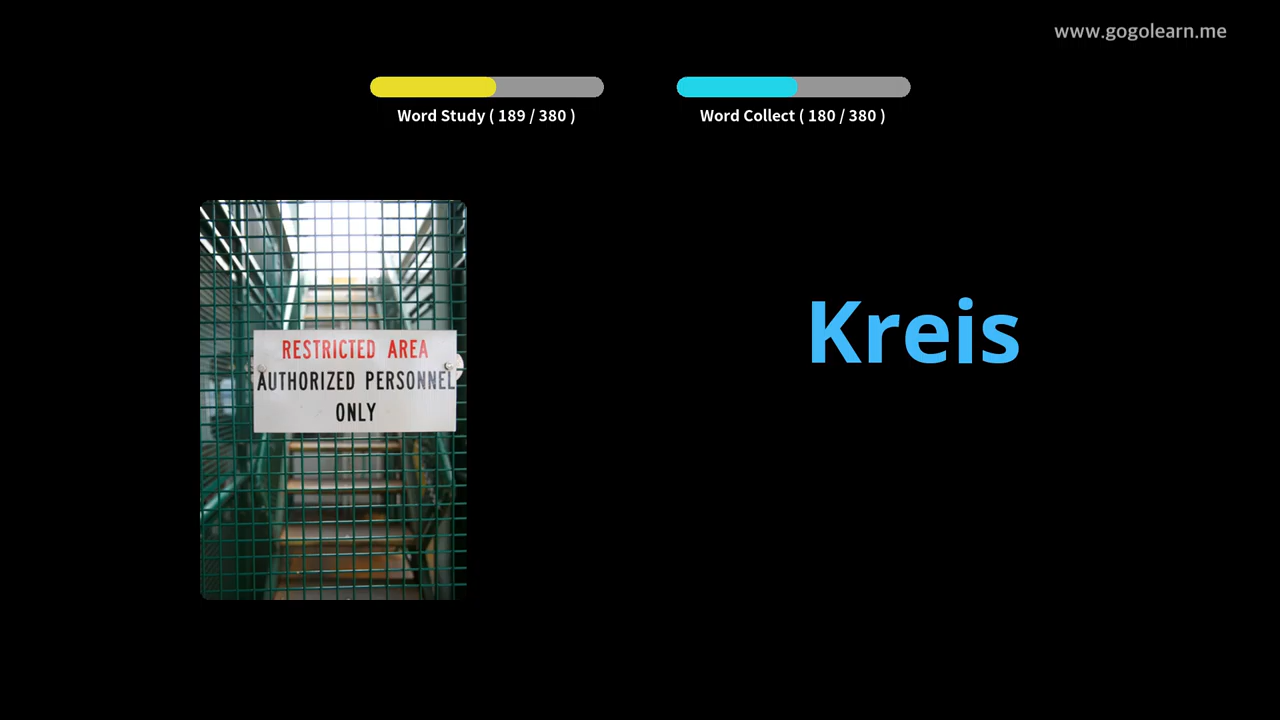 www.gogolearn.me
Word Study ( 189 / 380 )
Word Collect ( 180 / 380 )
RESTRICTED AREA
AUTHORIZED PERSONNEL
ONLY
Kreis